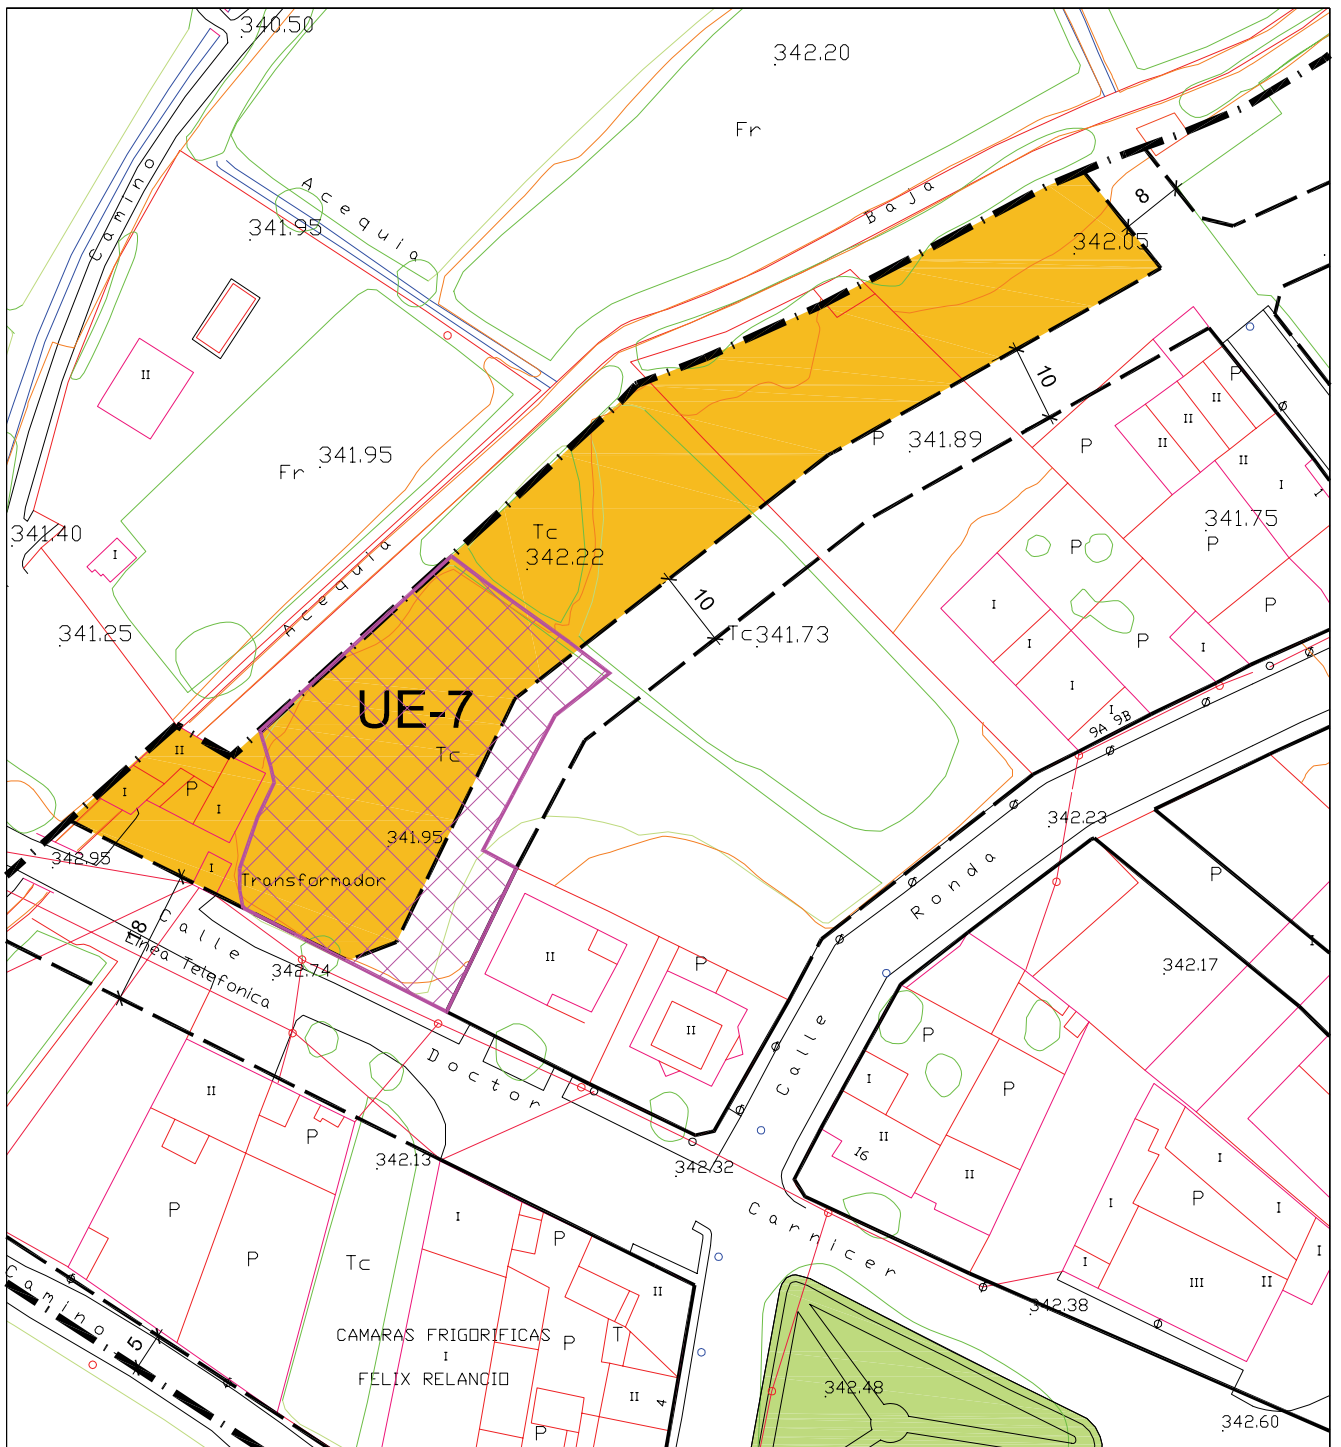 340.50
342.20
Fr
Camino
Acequia
341.95
Baja
8
342.05
II
10
P
341.95
Fr
P
341.89
P
II
II
II
II
I
I
341.40
Tc
342.22
341.75
P
P
I
Acequia
341.25
10
Tc 341.73
I
P
P
I
I
I
I
UE-7
Tc
9A 9B
II
P
I
I
341.95
342.23
342.95
I
Transformador
Ronda
P
18
Calle
Linea Telefonica
342.74
II
P
342.17
I
II
Calle
P
I
P
Doctor
II
P
II
16
II
342.13
342.32
I
P
I
P
I
I
Carnicer
P
Tc
P
I
III
II
II
342.38
Camino
5
CAMARAS FRIGORIFICAS
I
FELIX RELANCIO
P
T
II
4
342.48
P
342.60